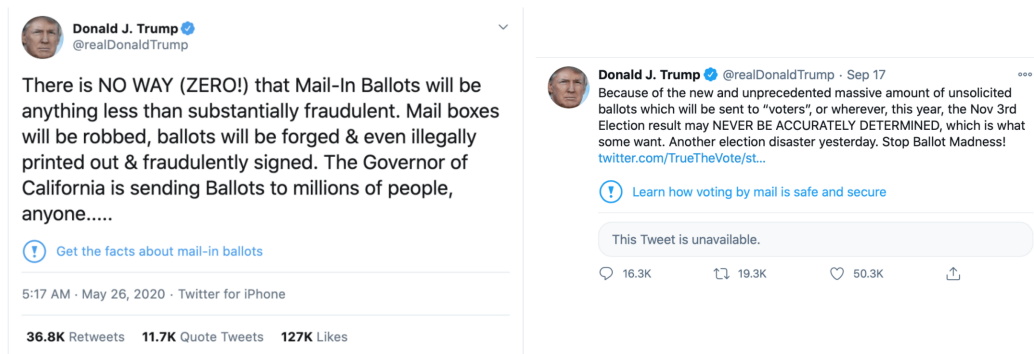 Donald J. Trump
@realDonaldTrump
There is NO WAY (ZERO!) that Mail-In Ballots will be
anything less than substantially fraudulent. Mail boxes
will be robbed, ballots will be forged & even illegally
printed out & fraudulently signed. The Governor of
California is sending Ballots to millions of people,
anyone.....
Get the facts about mail-in ballots
5:17 AM · May 26, 2020 · Twitter for iPhone
36.8K Retweets 11.7K Quote Tweets 127K Likes
Donald J. Trump @realDonaldTrump · Sep 17
Because of the new and unprecedented massive amount of unsolicited
ballots which will be sent to “voters”, or wherever, this year, the Nov 3rd
Election result may NEVER BE ACCURATELY DETERMINED, which is what
some want. Another election disaster yesterday. Stop Ballot Madness!
twitter.com/TrueTheVote/st...
Learn how voting by mail is safe and secure
This Tweet is unavailable.
16.3K 19.3K 50.3K